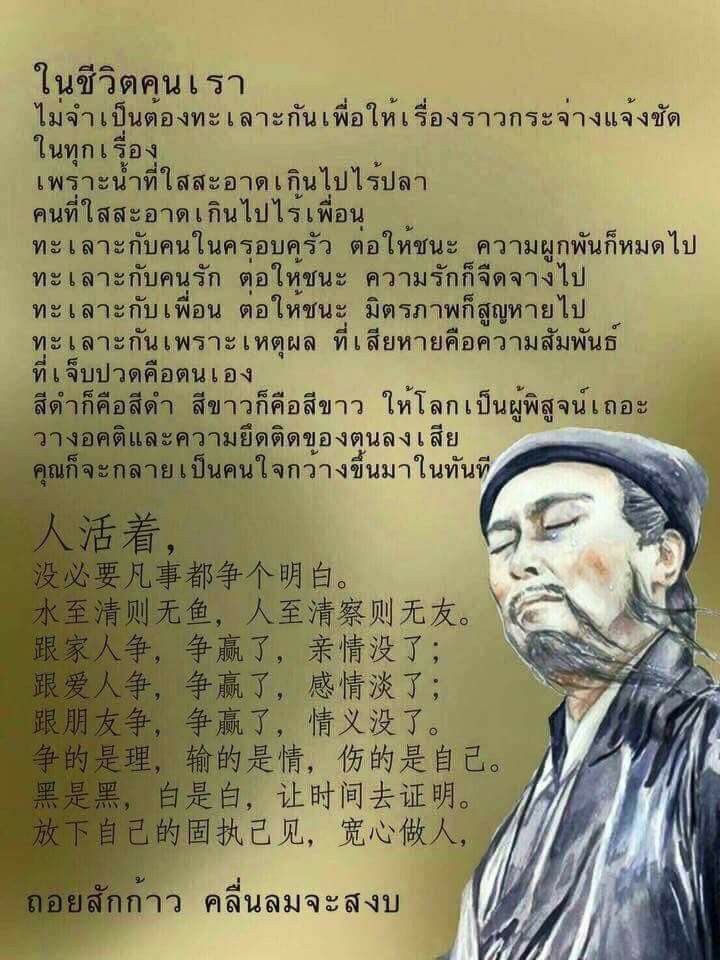 ในชีวิตคนเรา
ไม่จำเป็นต้องทะเลาะกันเพื่อให้เรื่องราวกระจ่างแจ้งชัด
ในทุกเรื่อง
เพราะน้ำที่ใสสะอาดเกินไปไร้ปลา
คนที่ใสสะอาดเกินไปไร้เพื่อน
ทะเลาะกับคนในครอบครัว ต่อให้ชนะ ความผูกพันก็หมดไป
ทะเลาะกับคนรัก ต่อให้ชนะ ความรักก็จืดจางไป
ทะเลาะกับเพื่อน ต่อให้ชนะ มิตรภาพก็สูญหายไป
ทะเลาะกันเพราะเหตุผล ที่เสียหายคือความสัมพันธ์
ที่เจ็บปวดคือตนเอง
สีดำก็คือสีดำ สีขาวก็คือสีขาว ให้โลกเป็นผู้พิสูจน์เถอะ
วางอคติและความยึดติดของตนลงเสีย
คุณก็จะกลายเป็นคนใจกว้างขึ้นมาในทันที
人活着，
没必要凡事都争个明白。
水至清则无鱼，人至清察则无友。
跟家人争，争赢了，亲情没了；
跟爱人争，争赢了，感情淡了；
跟朋友争，争赢了，情义没了。
争的是理，输的是情，伤的是自己。
黑是黑，白是白，让时间去证明。
放下自己的固执己见，宽心做人，
ถอยสักก้าว คลื่นลมจะสงบ